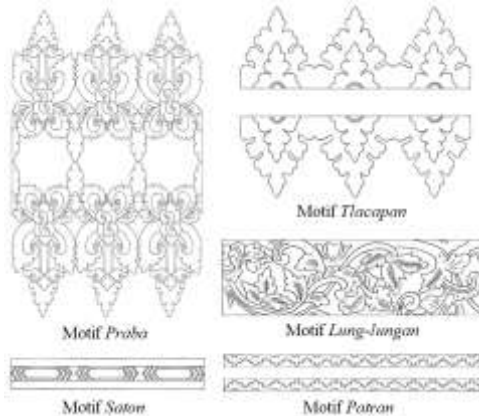 Motif Tlacapan
Motif Praba
Motif Lung-lungan
Motif Saton
Motif Patran